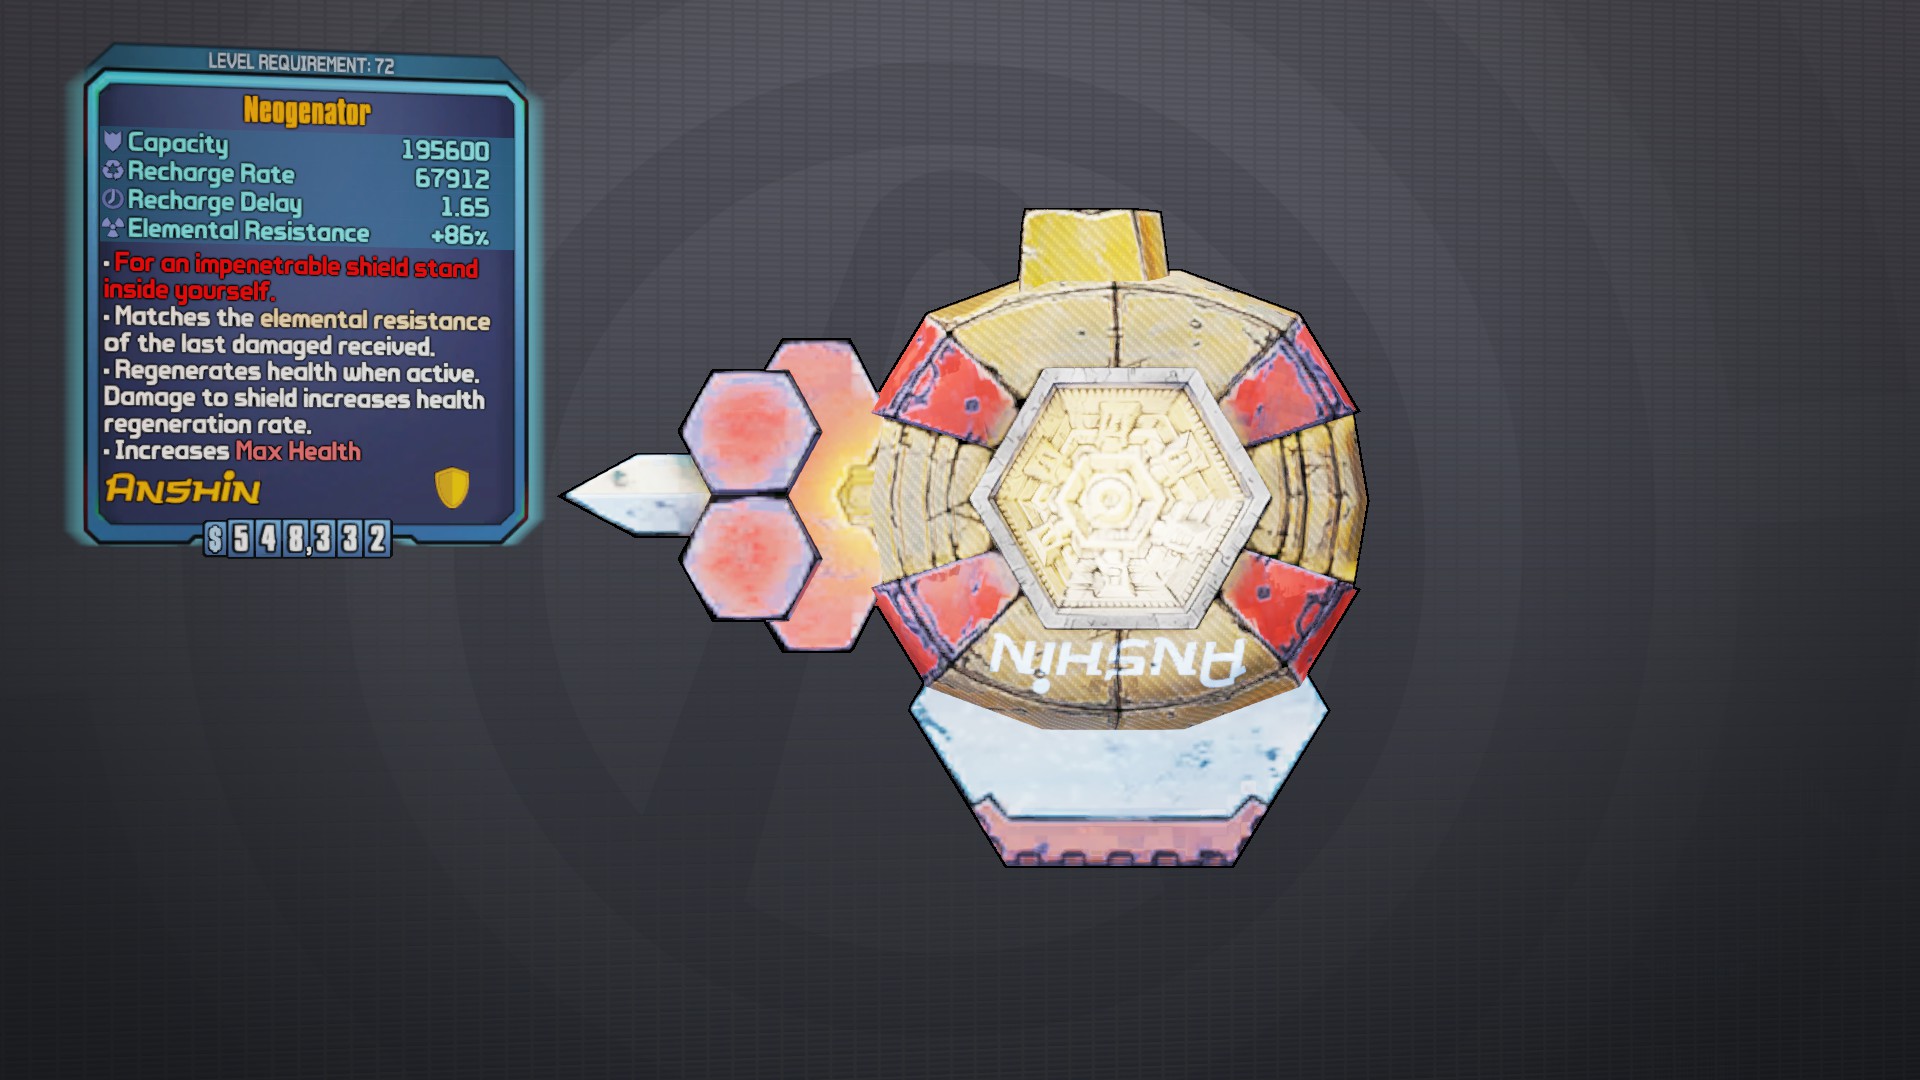 LEVEL REQUIREMENT: 72
Neogenator
Capacity 195600
Recharge Rate 67912
Recharge Delay 1.65
Elemental Resistance +86%
• For an impenetrable shield stand
inside yourself.
• Matches the elemental resistance
of the last damaged received.
• Regenerates health when active.
Damage to shield increases health
regeneration rate.
• Increases Max Health
ANSHIN
$548,332
ANSHIN